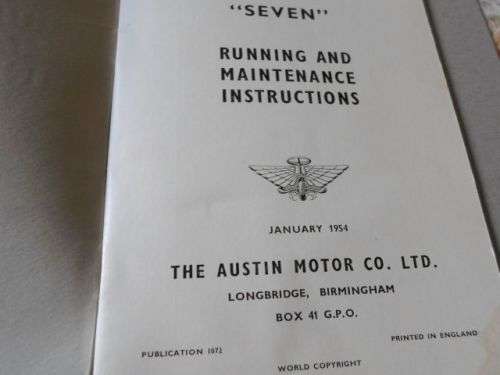 "SEVEN"
RUNNING AND
MAINTENANCE
INSTRUCTIONS
JANUARY 1954
THE AUSTIN MOTOR CO. LTD.
LONGBRIDGE, BIRMINGHAM
BOX 41 G.P.O.
PUBLICATION 1072
PRINTED IN ENGLAND
WORLD COPYRIGHT